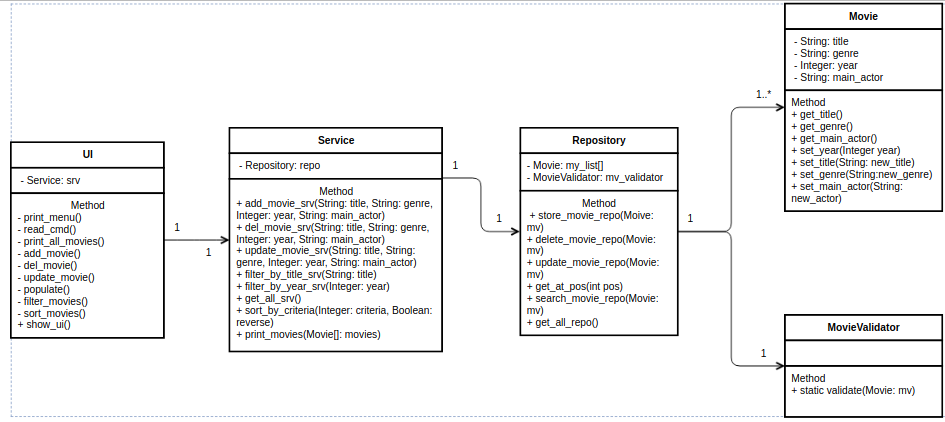 UI
- Service: srv
Method
- print_menu()
- read_cmd()
- print_all_movies()
- add_movie()
- del_movie()
- update_movie()
- populate()
- filter_movies()
- sort_movies()
+ show_ui()
1
1
Service
- Repository: repo
Method
+ add_movie_srv(String: title, String: genre,
Integer: year, String: main_actor)
+ del_movie_srv(String: title, String: genre,
Integer: year, String: main_actor)
+ update_movie_srv(String: title, String:
genre, Integer: year, String: main_actor)
+ filter_by_title_srv(String: title)
+ filter_by_year_srv(Integer: year)
+ get_all_srv()
+ sort_by_criteria(Integer: criteria, Boolean:
reverse)
+ print_movies(Movie[]: movies)
1
1
Repository
- Movie: my_list[]
- MovieValidator: mv_validator
Method
+ store_movie_repo(Moive:
mv)
+ delete_movie_repo(Movie:
mv)
+ update_movie_repo(Movie:
mv)
+ get_at_pos(int pos)
+ search_movie_repo(Movie:
mv)
+ get_all_repo()
1
1..*
1
Movie
- String: title
- String: genre
- Integer: year
- String: main_actor
Method
+ get_title()
+ get_genre()
+ get_main_actor()
+ set_year(Integer year)
+ set_title(String: new_title)
+ set_genre(String:new_genre)
+ set_main_actor(String:
new_actor)
MovieValidator
Method
+ static validate(Movie: mv)